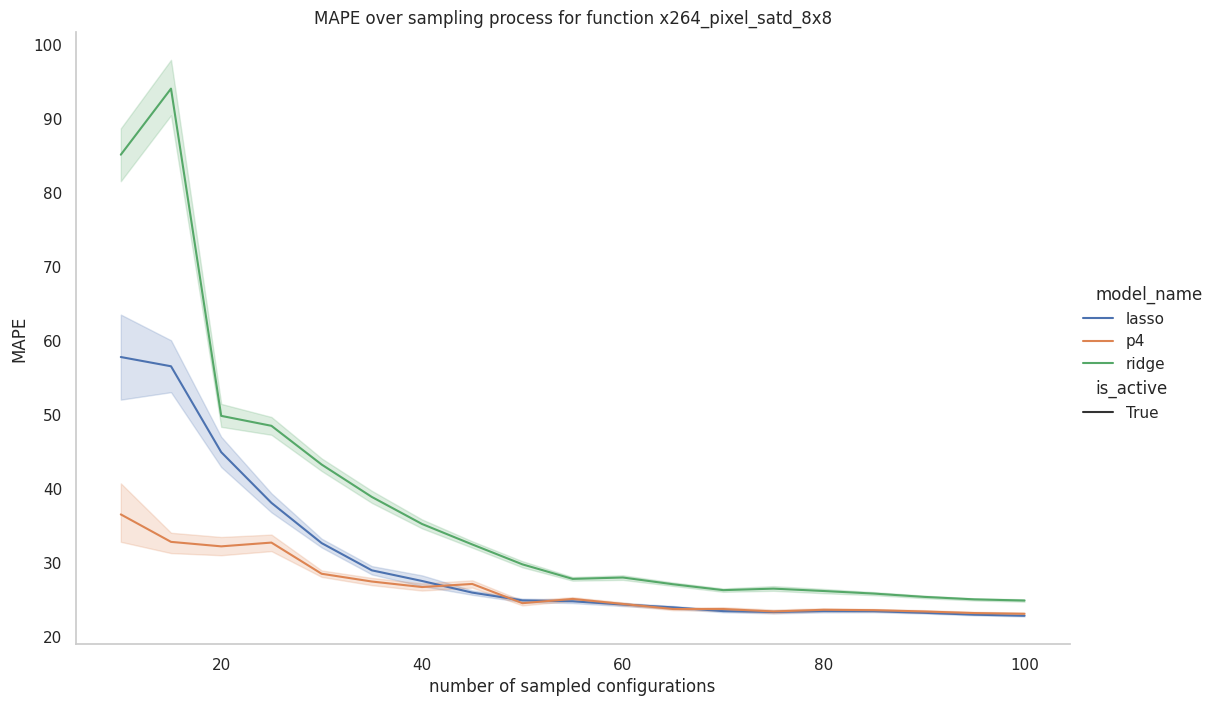 MAPE over sampling process for function x264_pixel_satd_8x8
MAPE
100
90
80
70
60
50
40
30
20
20
40
60
80
100
number of sampled configurations
model_name
lasso
p4
ridge
is_active
True